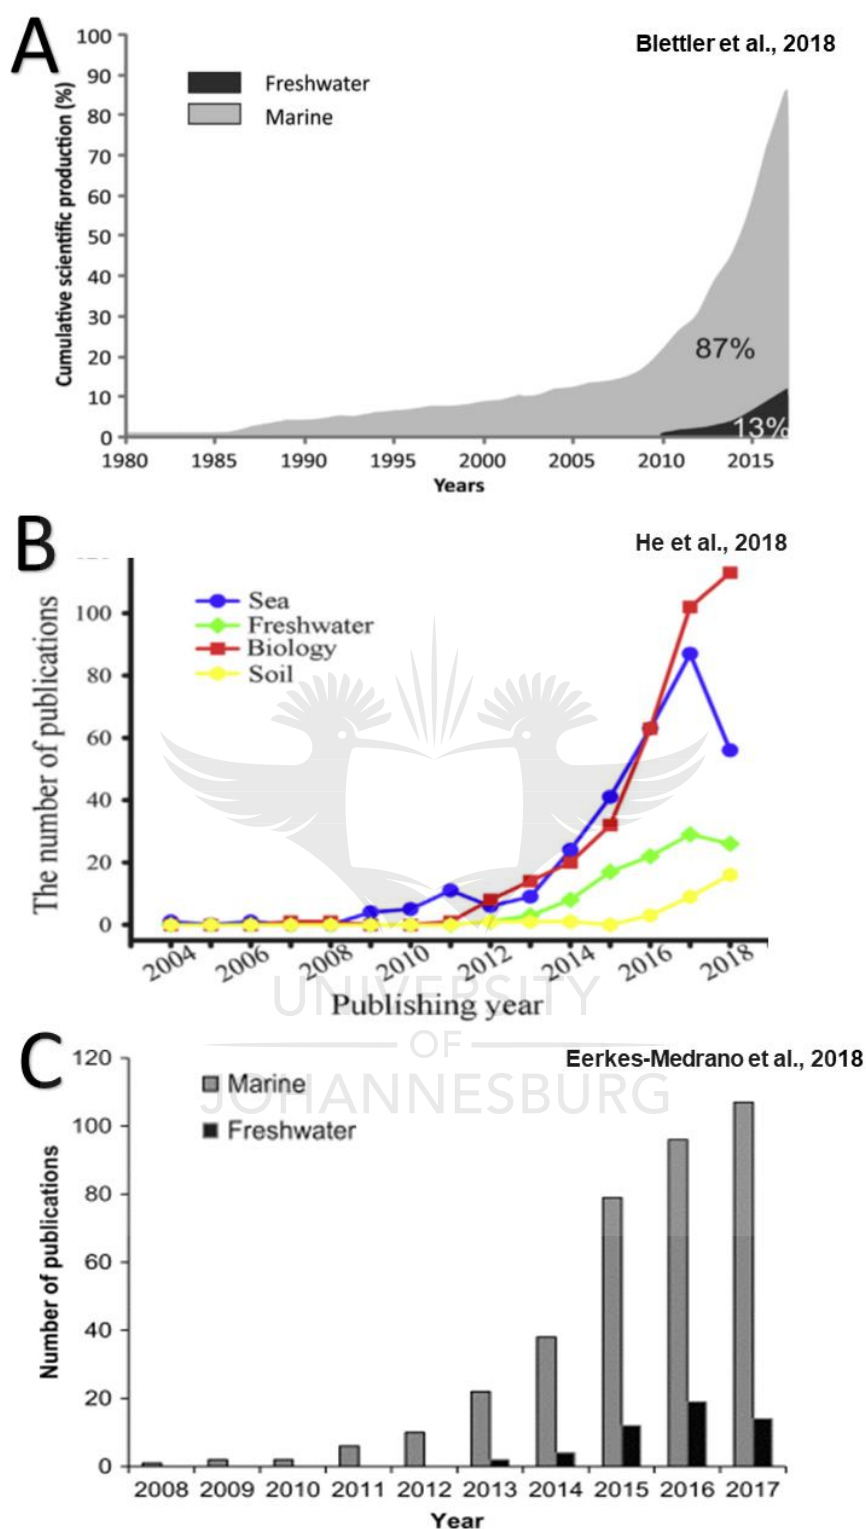 A
Blettler et al., 2018
Cumulative scientific production (%)
100
90
80
70
60
50
40
30
20
10
0
Freshwater
Marine
87%
13%
1980 1985 1990 1995 2000 2005 2010 2015
Years
B
He et al., 2018
The number of publications
100
80
60
40
20
0
Sea
Freshwater
Biology
Soil
2004 2006 2008 2010 2012 2014 2016 2018
Publishing year
UNIVERSITY
OF
JOHANNESBURG
C
Eerkes-Medrano et al., 2018
Number of publications
120
100
80
60
40
20
0
Marine
Freshwater
2008 2009 2010 2011 2012 2013 2014 2015 2016 2017
Year